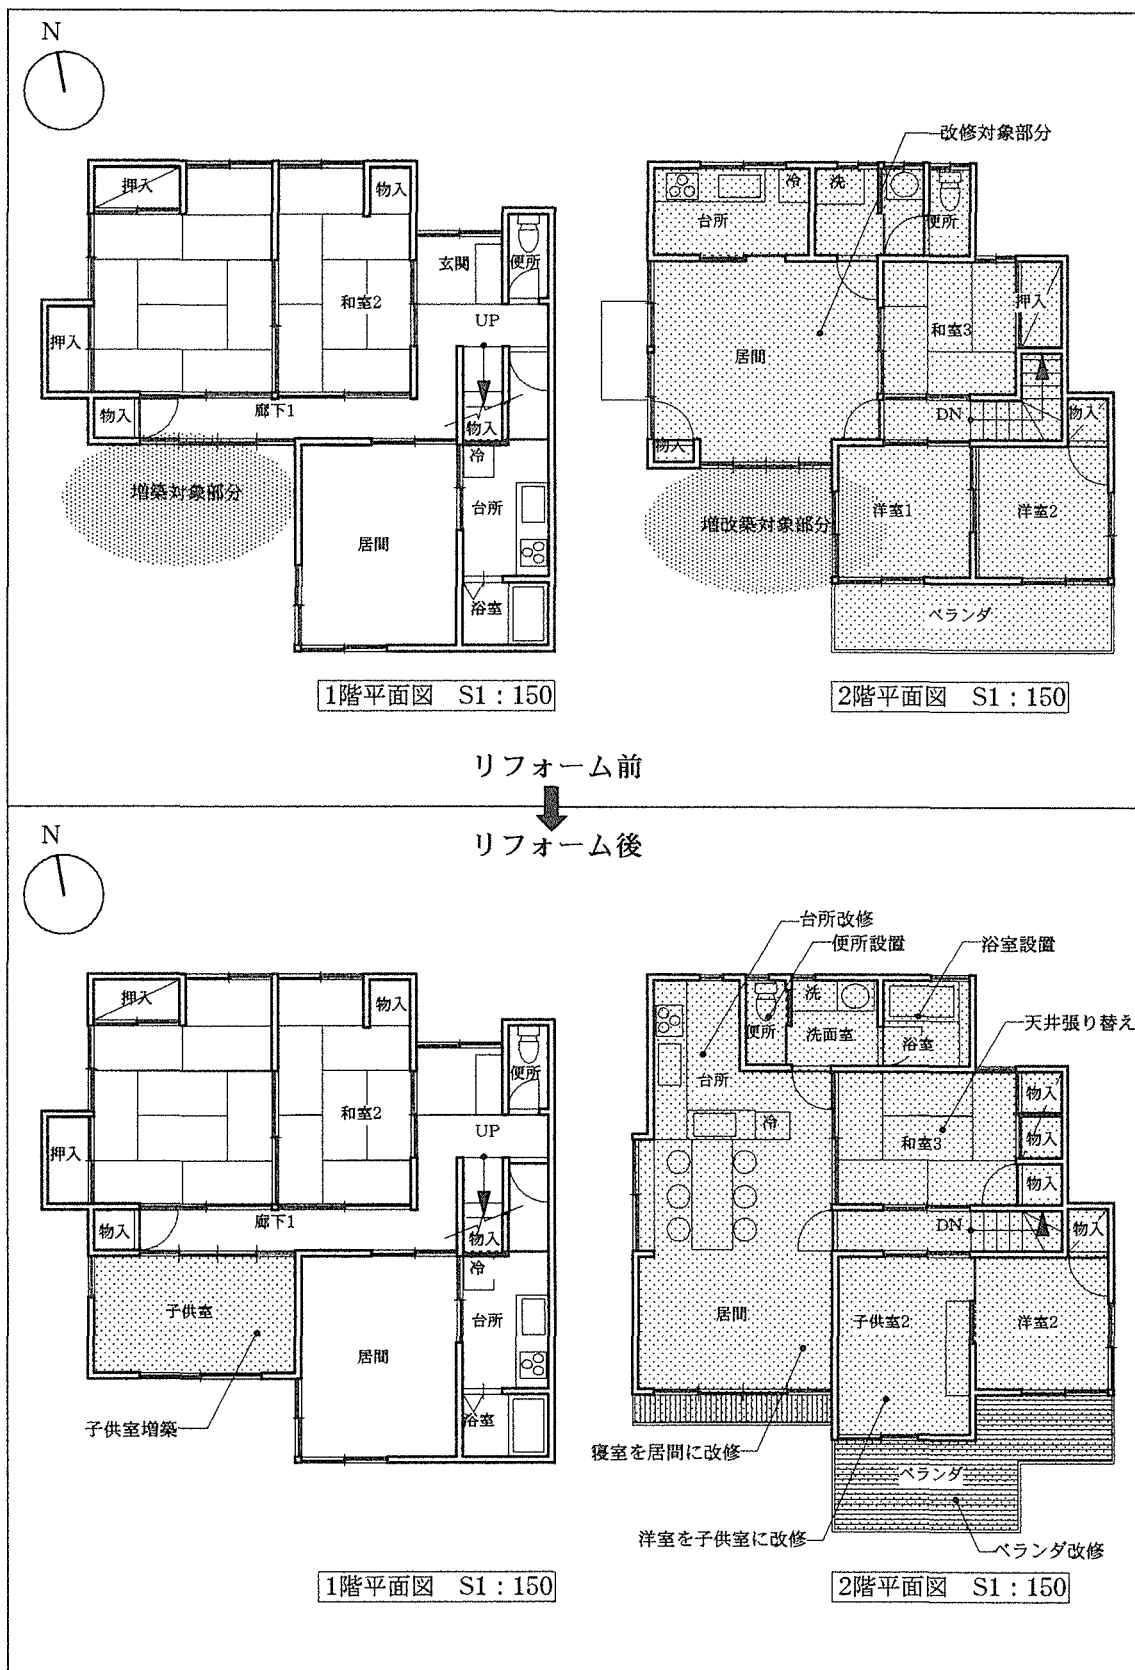 N
改修対象部分
押入
物入
玄関
便所
和室2
UP
押入
物入
廊下1
物入
冷
増築対象部分
台所
居間
浴室
1階平面図 S1:150
冷
洗
台所
便所
押入
和室3
居間
DN
物入
物入
増改築対象部分
洋室1
洋室2
ベランダ
2階平面図 S1:150
リフォーム前
リフォーム後
N
押入
物入
便所
和室2
UP
押入
物入
廊下1
物入
冷
子供室
台所
居間
浴室
子供室増築
1階平面図 S1:150
台所改修
便所設置
浴室設置
天井張り替え
洗
便所
洗面室
浴室
台所
物入
冷
和室3
物入
物入
DN
物入
居間
子供室2
洋室2
寝室を居間に改修
ベランダ
洋室を子供室に改修
ベランダ改修
2階平面図 S1:150